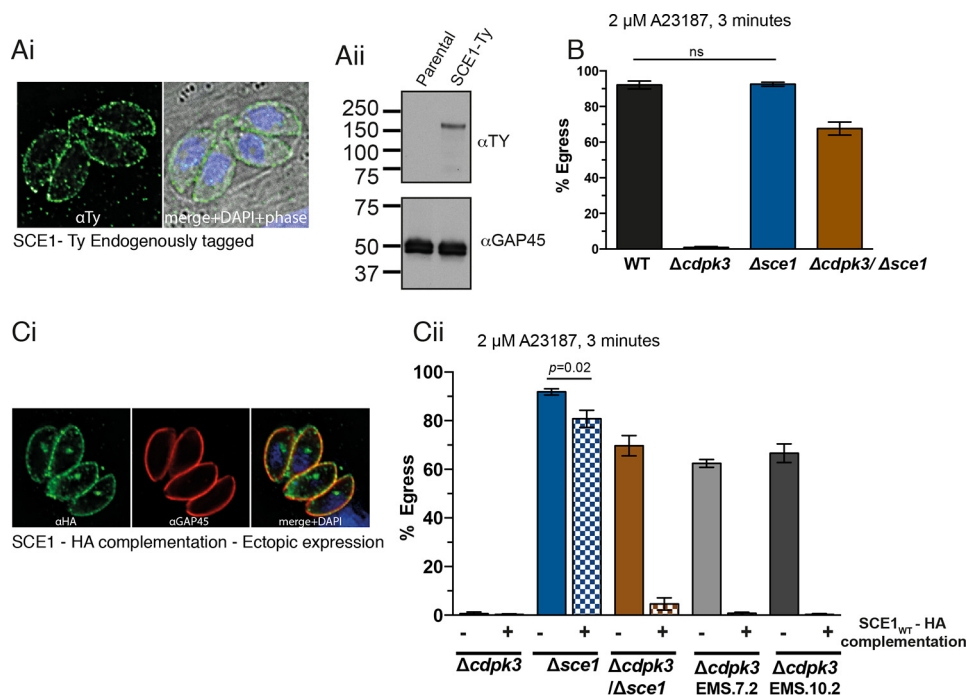 Ai
αTy
merge+DAPI+phase
SCE1- Ty Endogenously tagged
Aii
Parental
SCE1-Ty
250
150
100
75
αTY
75
50
37
αGAP45
2 µM A23187, 3 minutes
B
ns
% Egress
100
80
60
40
20
0
WT
Δcdpk3
Δsce1
Δcdpk3/ Δsce1
Ci
αHA
αGAP45
merge+DAPI
SCE1 - HA complementation - Ectopic expression
Cii
2 µM A23187, 3 minutes
p=0.02
% Egress
100
80
60
40
20
0
- + - + - + - + - +
SCE1WT - HA
complementation
Δcdpk3
Δsce1
Δcdpk3
/Δsce1
Δcdpk3
EMS.7.2
Δcdpk3
EMS.10.2